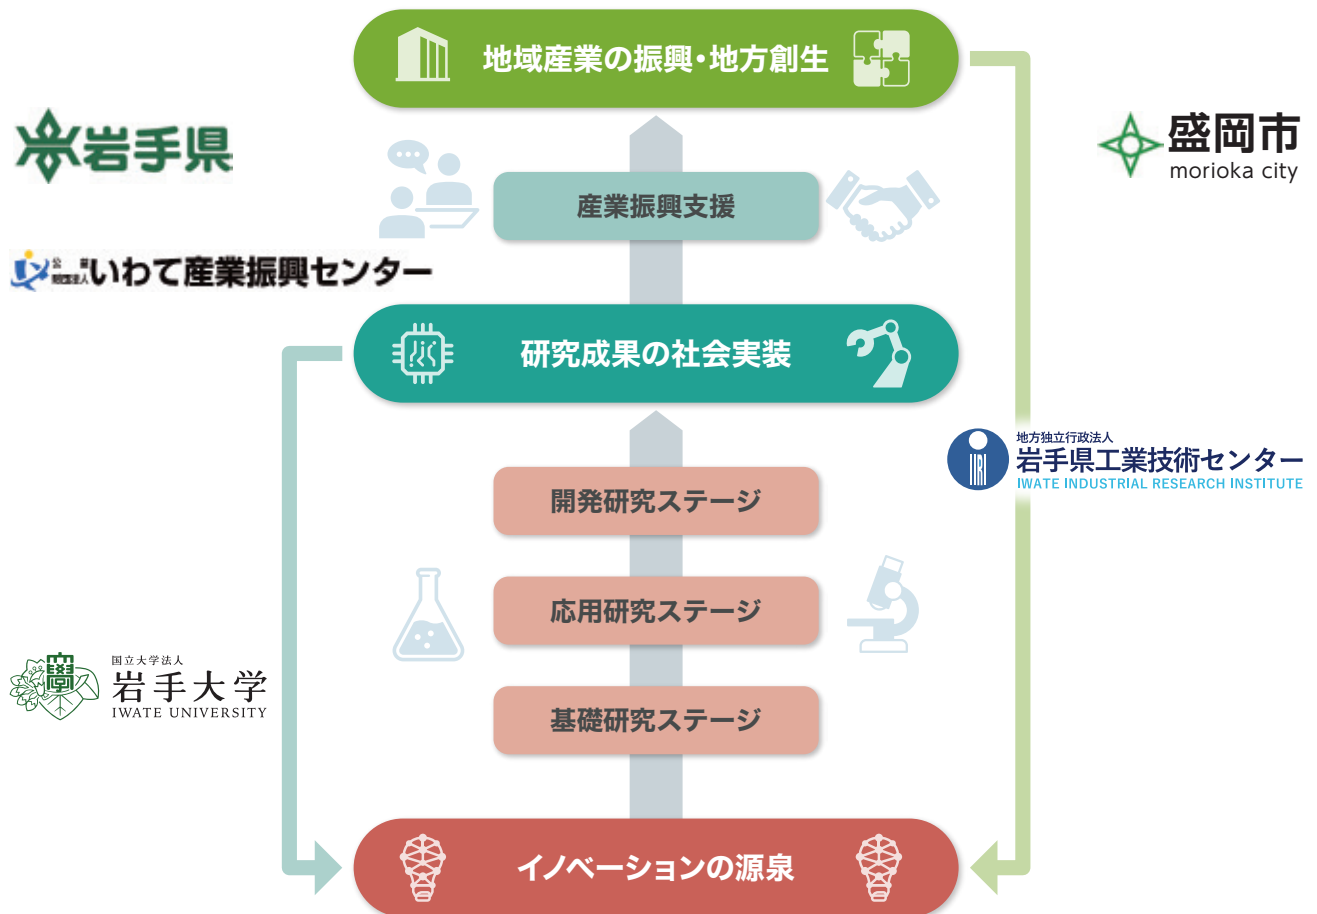 地域産業の振興・地方創生
岩手県
盛岡市
morioka city
産業振興支援
公益
財団法人
いわて産業振興センター
研究成果の社会実装
地方独立行政法人
岩手県工業技術センター
IWATE INDUSTRIAL RESEARCH INSTITUTE
開発研究ステージ
応用研究ステージ
国立大学法人
岩手大学
IWATE UNIVERSITY
基礎研究ステージ
イノベーションの源泉